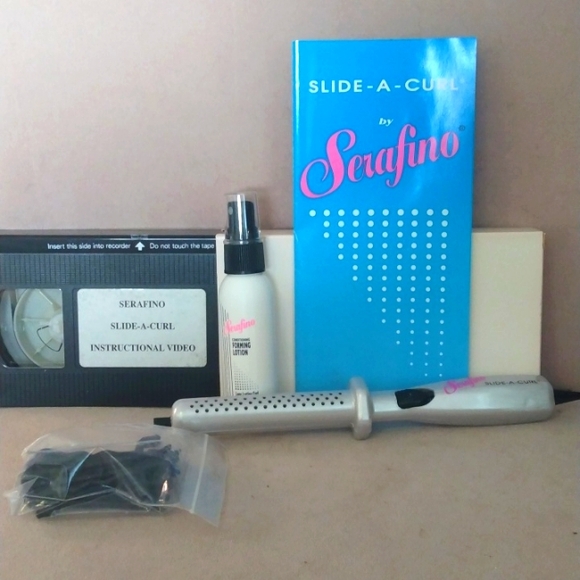 SLIDE-A-CURL
by
Serafino
Insert this side into recorder Do not touch the tape
SERAFINO
SLIDE-A-CURL
INSTRUCTIONAL VIDEO
Serafino
CONDITIONING
FORMING
LOTION
Serafino SLIDE-A-CURL